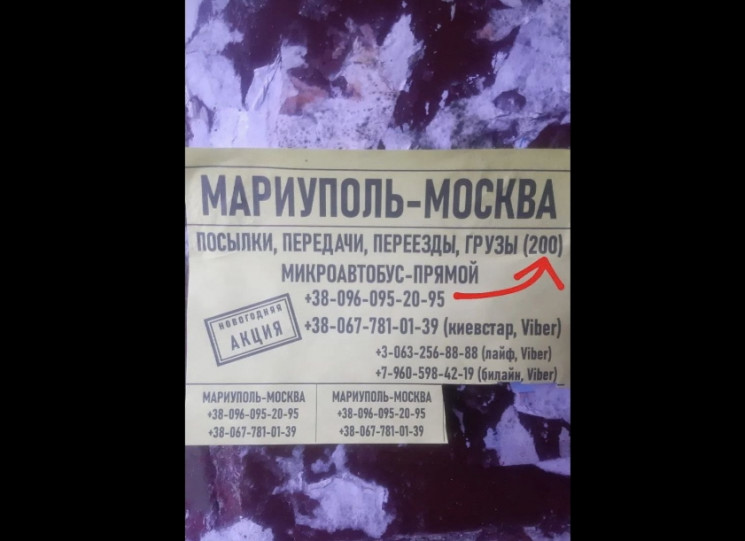 МАРИУПОЛЬ-МОСКВА
ПОСЫЛКИ, ПЕРЕДАЧИ, ПЕРЕЕЗДЫ, ГРУЗЫ (200)
МИКРОАВТОБУС-ПРЯМОЙ
+38-096-095-20-95
НОВОГОДНЯЯ
АКЦИЯ
+38-067-781-01-39 (киевстар, Viber)
+3-063-256-88-88 (лайф, Viber)
+7-960-598-42-19 (билайн, Viber)
МАРИУПОЛЬ-МОСКВА
+38-096-095-20-95
+38-067-781-01-39
МАРИУПОЛЬ-МОСКВА
+38-096-095-20-95
+38-067-781-01-39